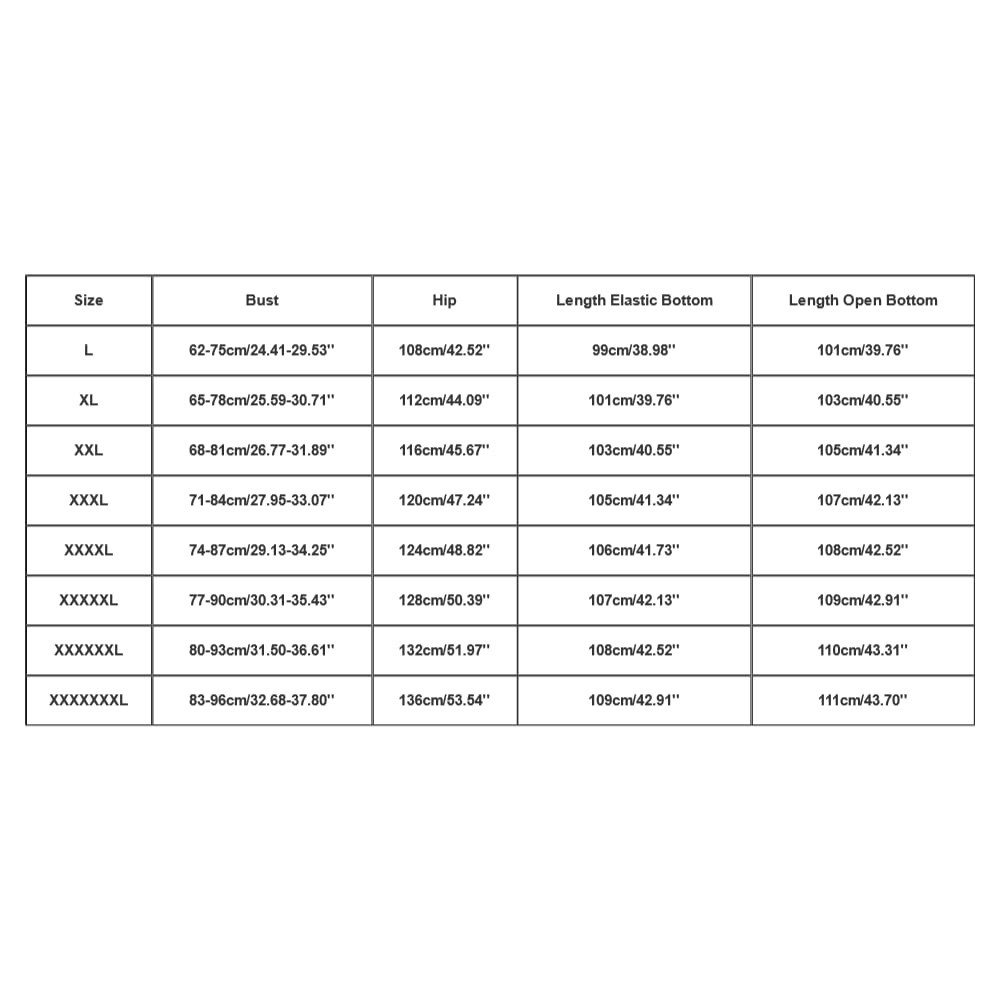 Size Bust Hip Length Elastic Bottom Length Open Bottom
L 62-75cm/24.41-29.53'' 108cm/42.52'' 99cm/38.98'' 101cm/39.76''
XL 65-78cm/25.59-30.71'' 112cm/44.09'' 101cm/39.76'' 103cm/40.55''
XXL 68-81cm/26.77-31.89'' 116cm/45.67'' 103cm/40.55'' 105cm/41.34''
XXXL 71-84cm/27.95-33.07'' 120cm/47.24'' 105cm/41.34'' 107cm/42.13''
XXXXL 74-87cm/29.13-34.25'' 124cm/48.82'' 106cm/41.73'' 108cm/42.52''
XXXXXL 77-90cm/30.31-35.43'' 128cm/50.39'' 107cm/42.13'' 109cm/42.91''
XXXXXXL 80-93cm/31.50-36.61'' 132cm/51.97'' 108cm/42.52'' 110cm/43.31''
XXXXXXXL 83-96cm/32.68-37.80'' 136cm/53.54'' 109cm/42.91'' 111cm/43.70''